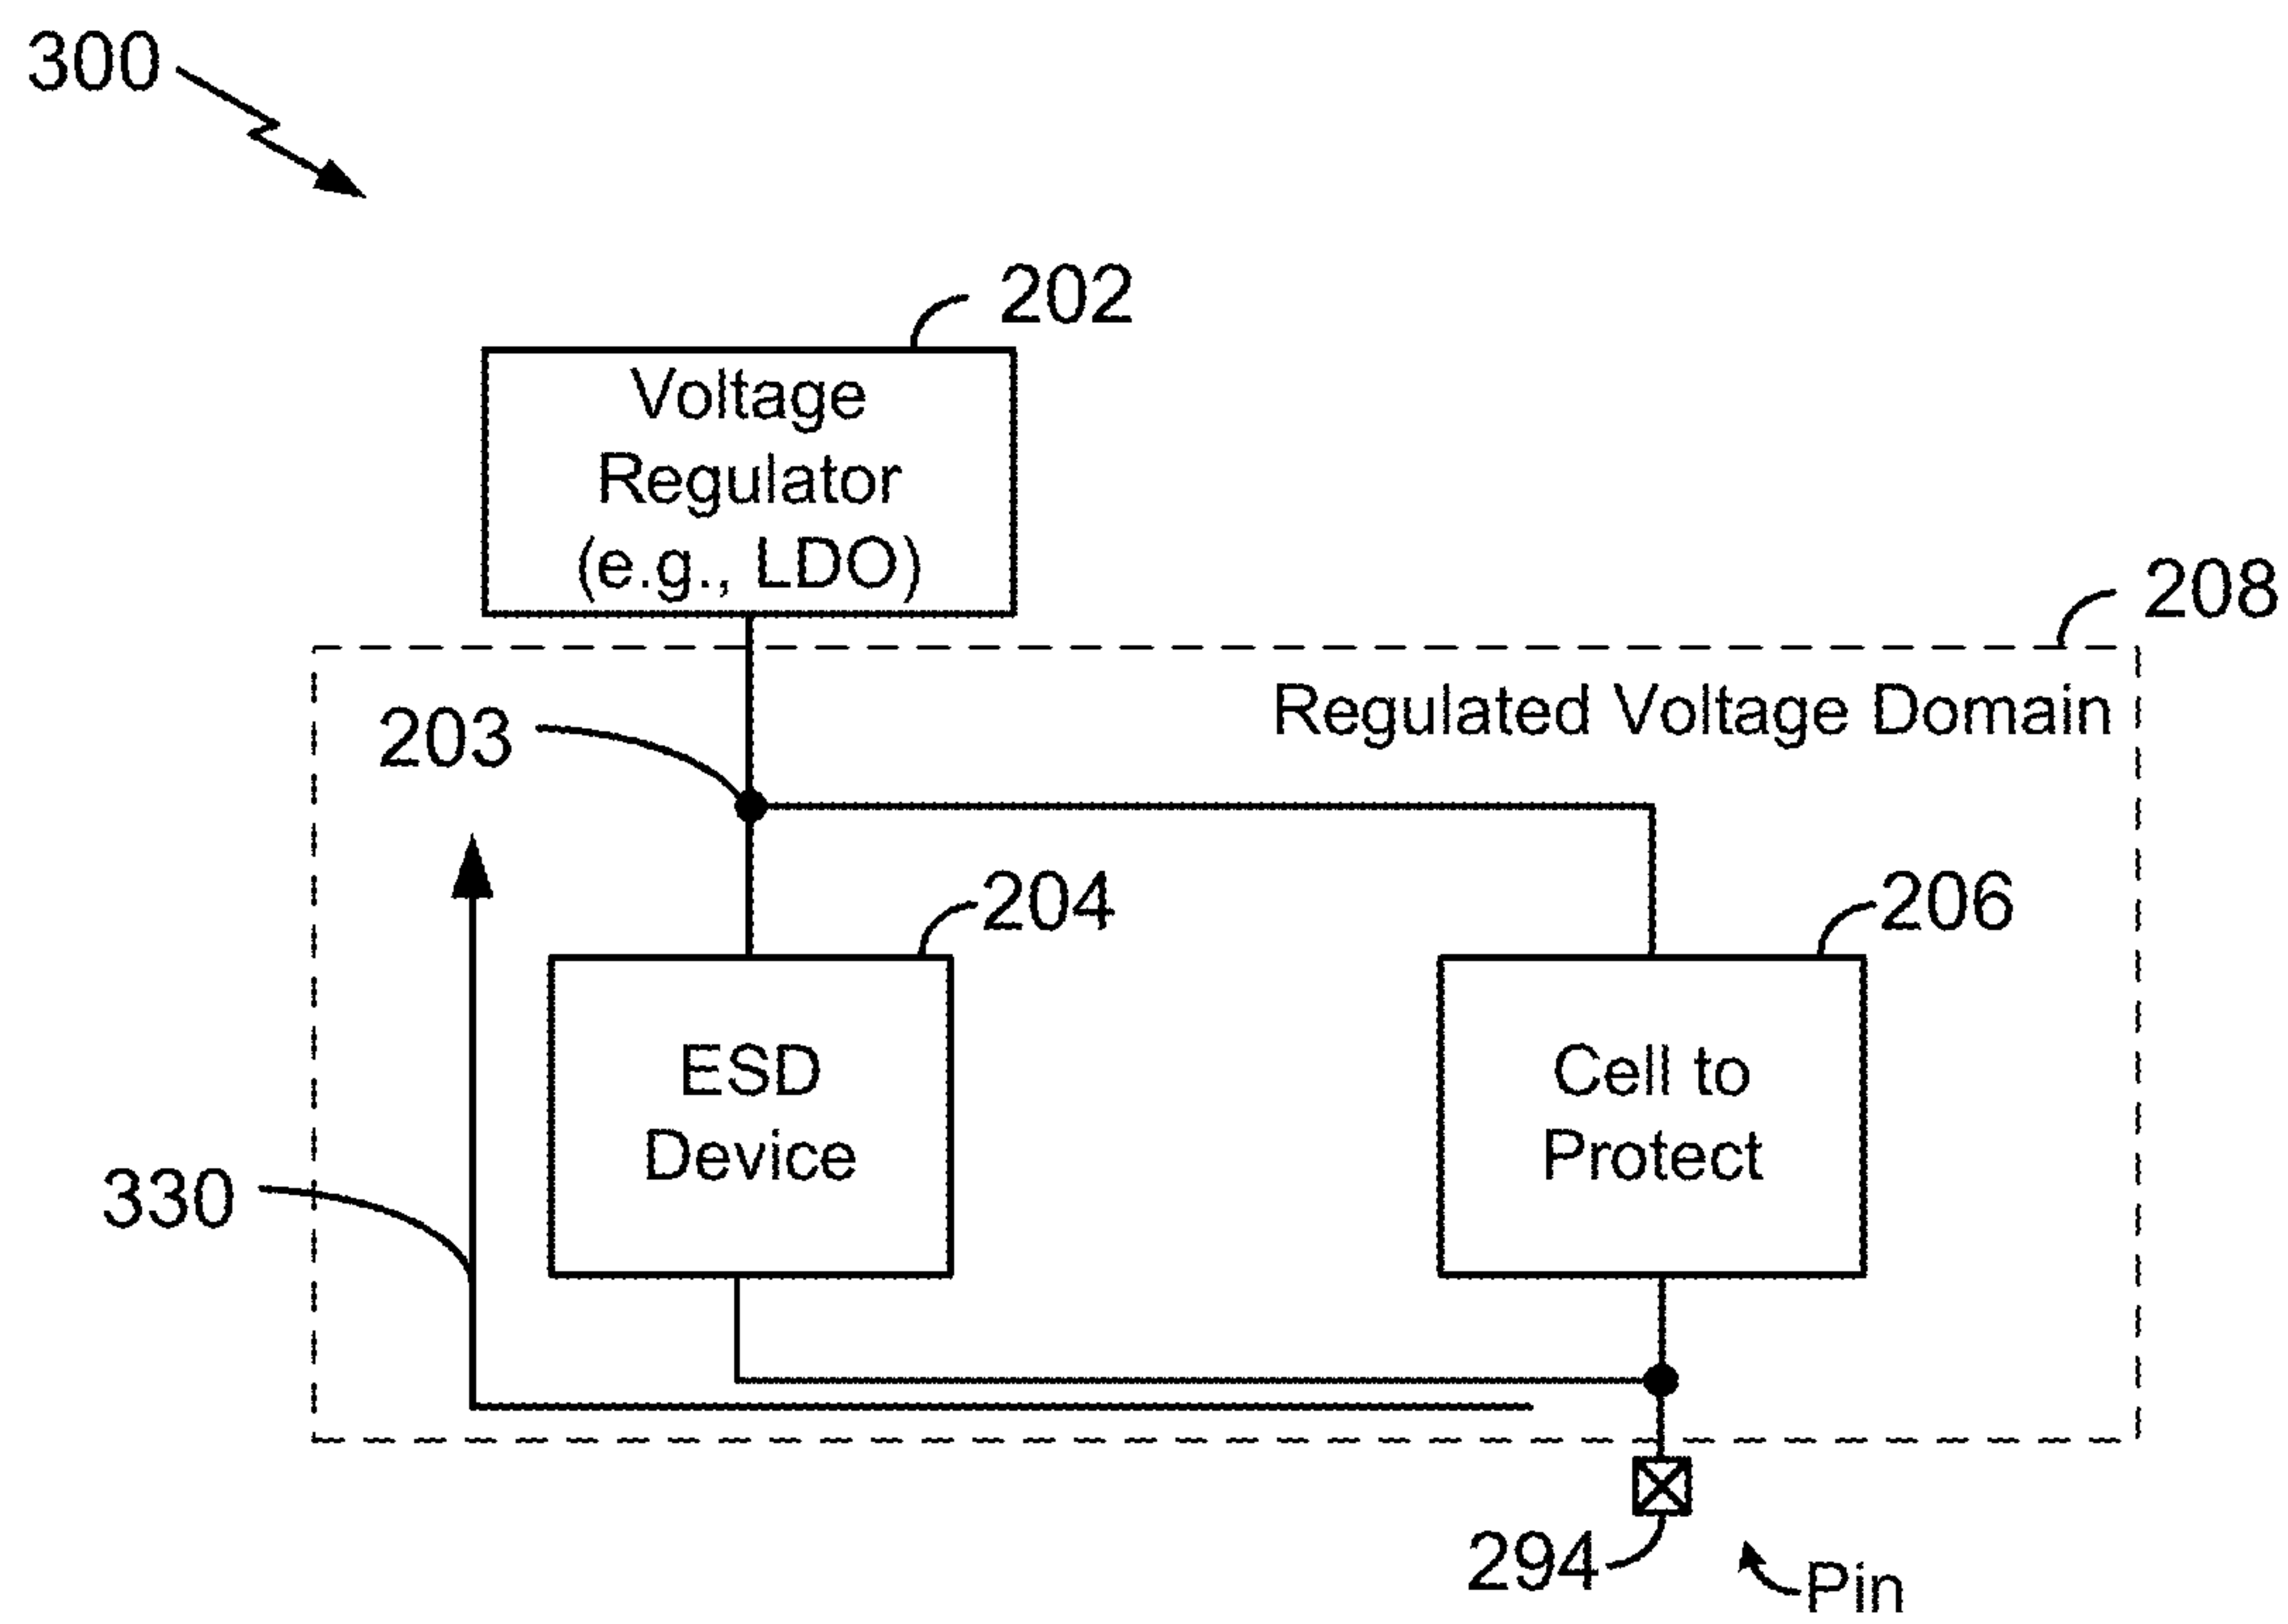 300
202
Voltage
Regulator
(e.g., LDO)
208
Regulated Voltage Domain
203
204
206
ESD
Device
Cell to
Protect
330
294
Pin